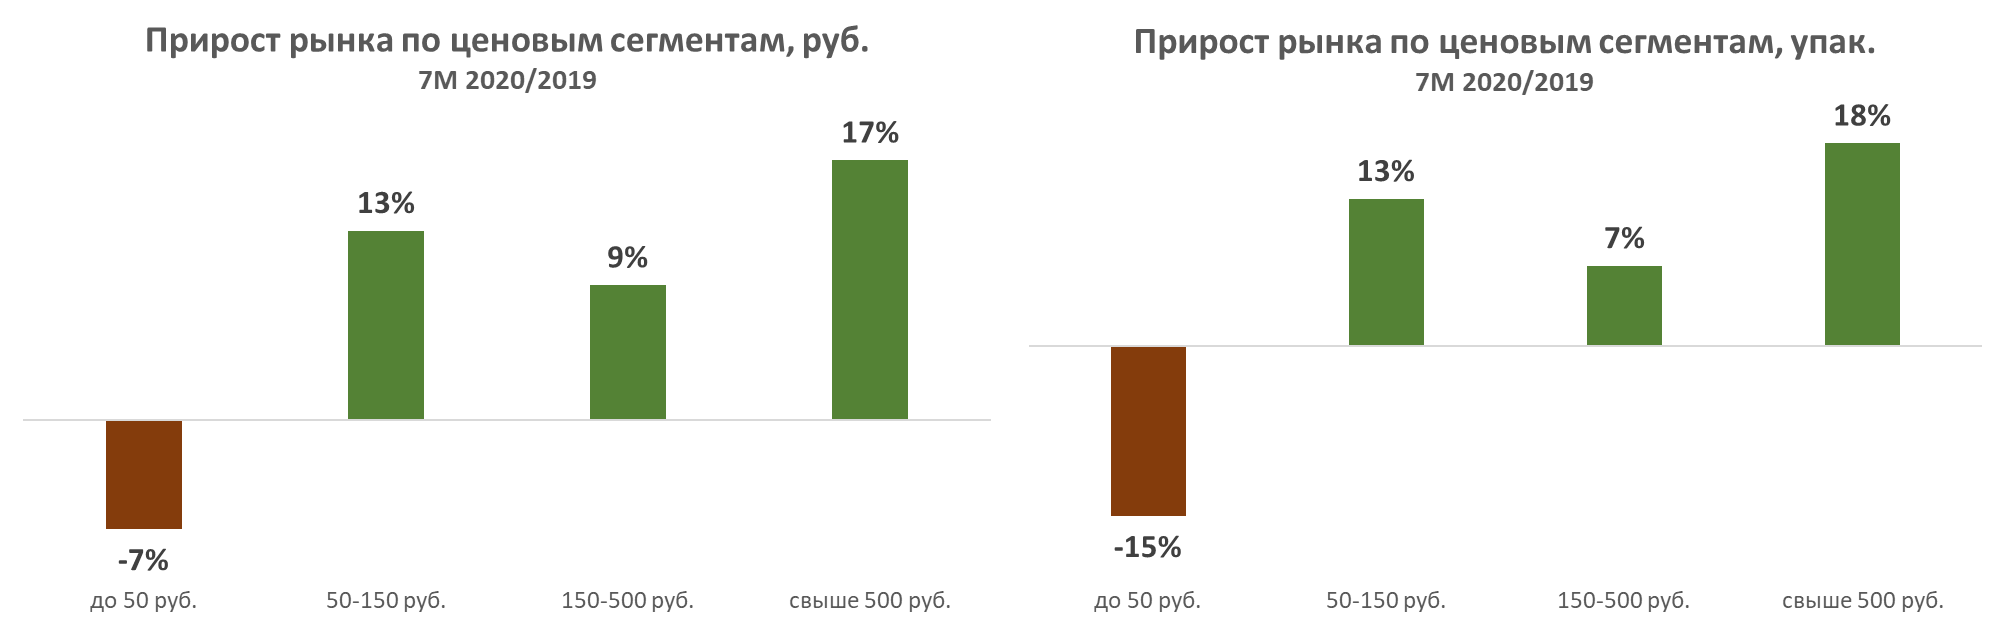 Прирост рынка по ценовым сегментам, руб.
7М 2020/2019
17%
13%
9%
-7%
до 50 руб.
50-150 руб.
150-500 руб.
свыше 500 руб.
Прирост рынка по ценовым сегментам, упак.
7М 2020/2019
18%
13%
7%
-15%
до 50 руб.
50-150 руб.
150-500 руб.
свыше 500 руб.